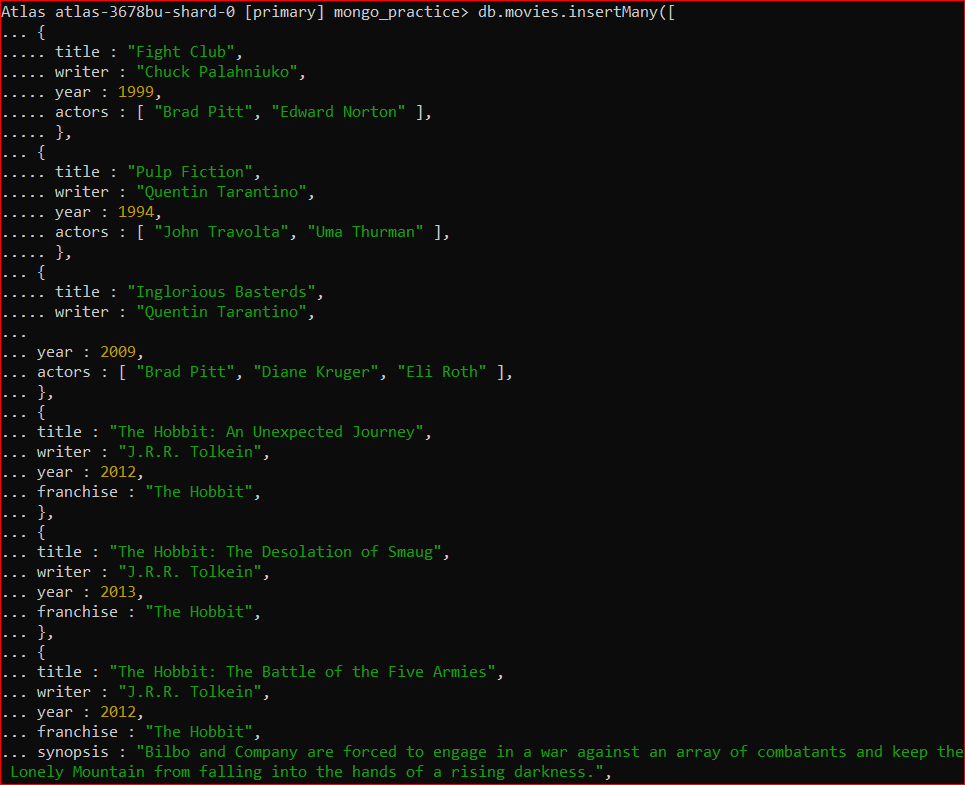 Atlas atlas-3678bu-shard-0 [primary] mongo_practice> db.movies.insertMany([
... {
..... title : "Fight Club",
..... writer : "Chuck Palahniuko",
..... year : 1999,
..... actors : [ "Brad Pitt", "Edward Norton" ],
..... },
... {
..... title : "Pulp Fiction",
..... writer : "Quentin Tarantino",
..... year : 1994,
..... actors : [ "John Travolta", "Uma Thurman" ],
..... },
... {
..... title : "Inglorious Basterds",
..... writer : "Quentin Tarantino",
...
... year : 2009,
... actors : [ "Brad Pitt", "Diane Kruger", "Eli Roth" ],
... },
... {
... title : "The Hobbit: An Unexpected Journey",
... writer : "J.R.R. Tolkein",
... year : 2012,
... franchise : "The Hobbit",
... },
... {
... title : "The Hobbit: The Desolation of Smaug",
... writer : "J.R.R. Tolkein",
... year : 2013,
... franchise : "The Hobbit",
... },
... {
... title : "The Hobbit: The Battle of the Five Armies",
... writer : "J.R.R. Tolkein",
... year : 2012,
... franchise : "The Hobbit",
... synopsis : "Bilbo and Company are forced to engage in a war against an array of combatants and keep the
Lonely Mountain from falling into the hands of a rising darkness.",